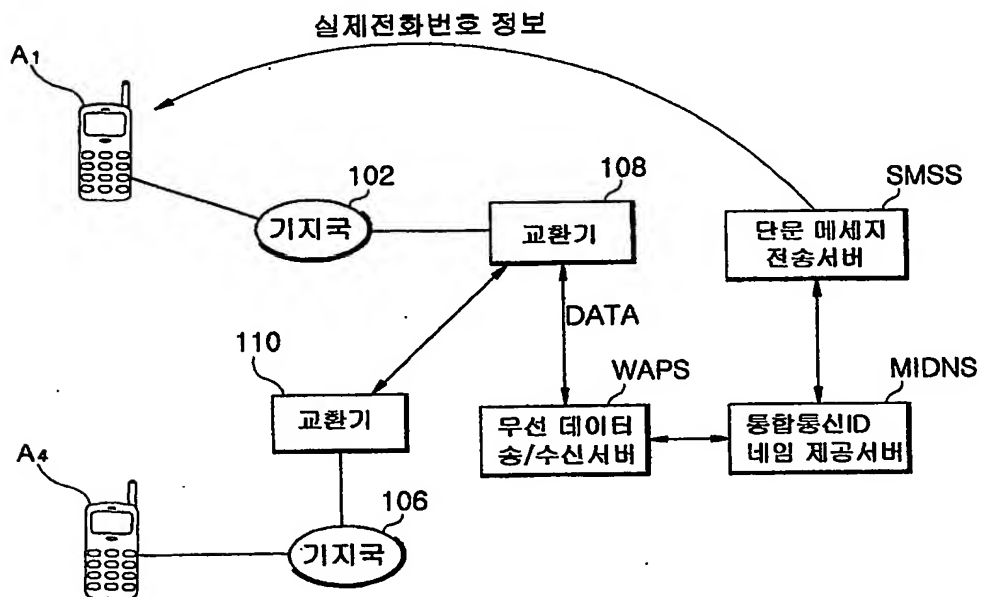 실제전화번호 정보
A1
102
108
SMSS
기지국
교환기
단문 메세지
전송서버
DATA
110
WAPS
MIDNS
교환기
무선 데이터
송/수신서버
통합통신ID
네임 제공서버
A4
106
기지국